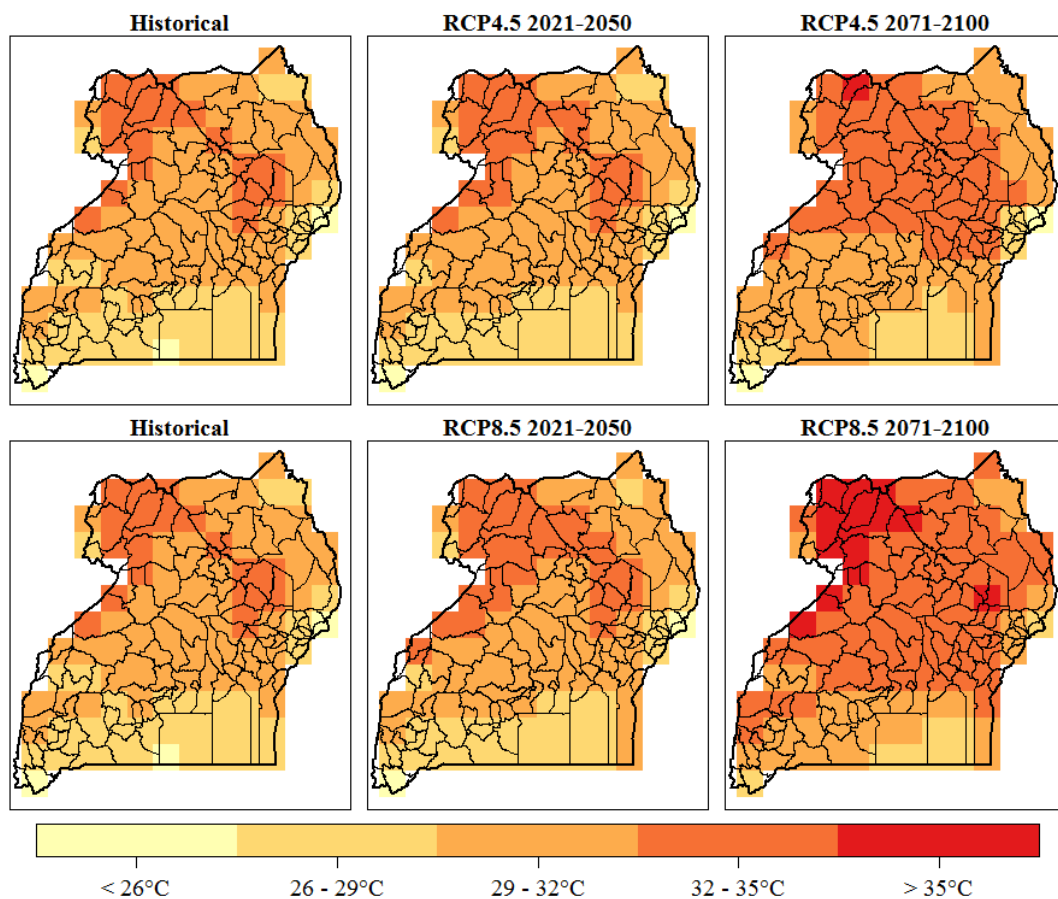 Historical RCP4.5 2021-2050 RCP4.5 2071-2100
Historical RCP8.5 2021-2050 RCP8.5 2071-2100
< 26°C 26 - 29°C 29 - 32°C 32 - 35°C > 35°C